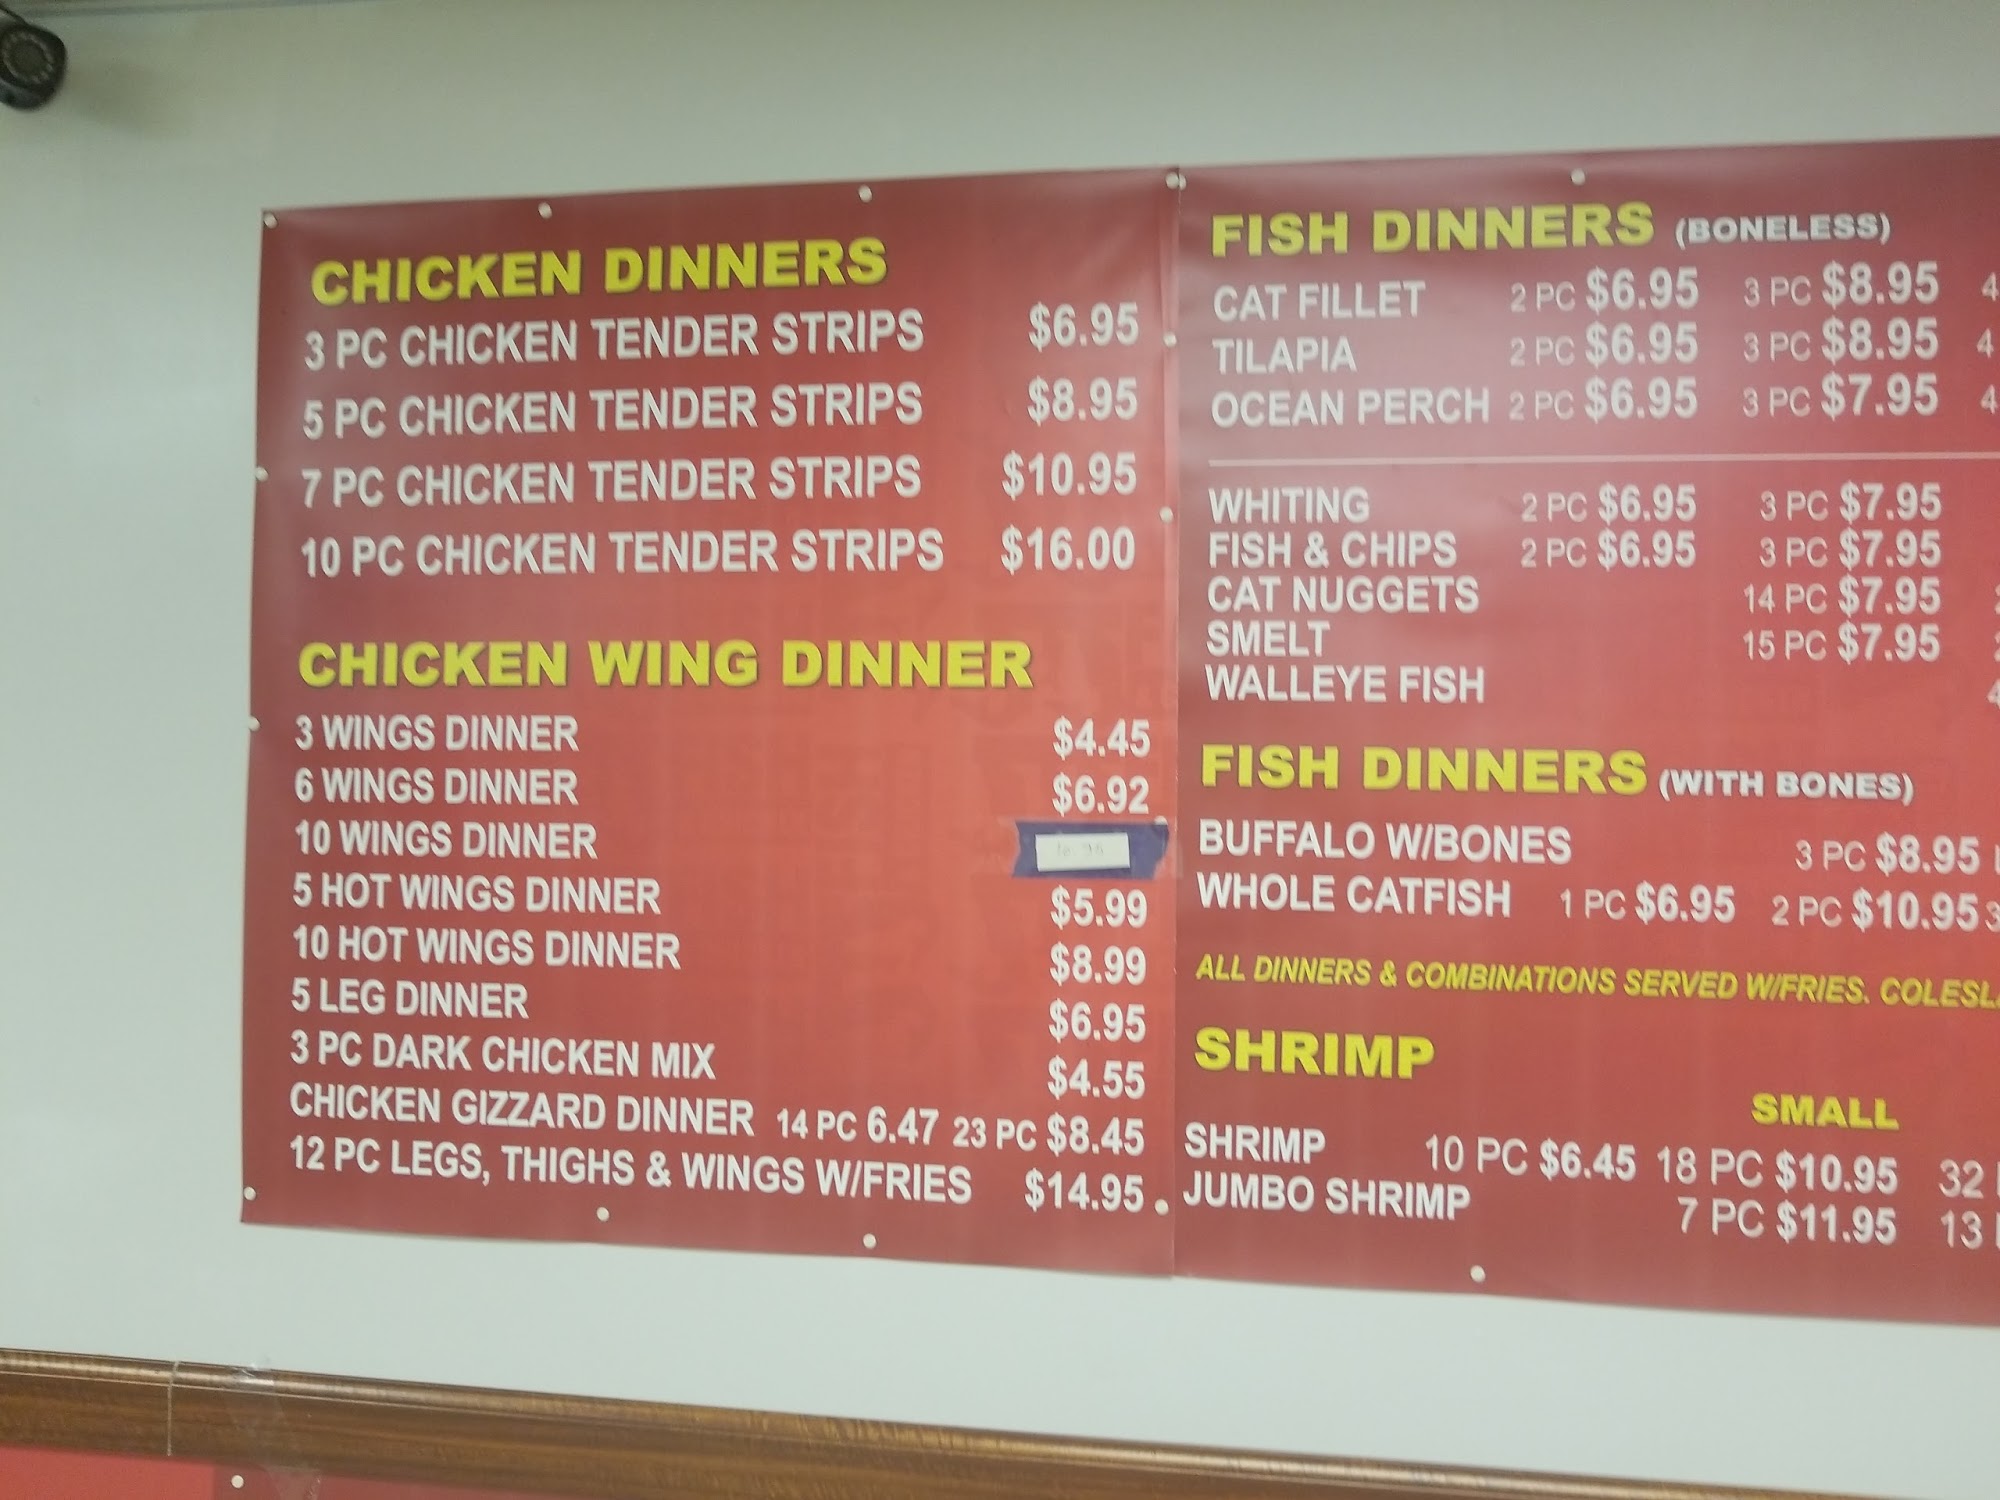 CHICKEN DINNERS
3 PC CHICKEN TENDER STRIPS $6.95
5 PC CHICKEN TENDER STRIPS $8.95
7 PC CHICKEN TENDER STRIPS $10.95
10 PC CHICKEN TENDER STRIPS $16.00
CHICKEN WING DINNER
3 WINGS DINNER $4.45
6 WINGS DINNER $6.92
10 WINGS DINNER
5 HOT WINGS DINNER $5.99
10 HOT WINGS DINNER $8.99
5 LEG DINNER $6.95
3 PC DARK CHICKEN MIX $4.55
CHICKEN GIZZARD DINNER 14 PC 6.47 23 PC $8.45
12 PC LEGS, THIGHS & WINGS W/FRIES $14.95
FISH DINNERS (BONELESS)
CAT FILLET 2 PC $6.95 3 PC $8.95 4
TILAPIA 2 PC $6.95 3 PC $8.95 4
OCEAN PERCH 2 PC $6.95 3 PC $7.95 4
WHITING 2 PC $6.95 3 PC $7.95
FISH & CHIPS 2 PC $6.95 3 PC $7.95
CAT NUGGETS 14 PC $7.95
SMELT 15 PC $7.95
WALLEYE FISH
FISH DINNERS (WITH BONES)
BUFFALO W/BONES 3 PC $8.95
WHOLE CATFISH 1 PC $6.95 2 PC $10.95 3
ALL DINNERS & COMBINATIONS SERVED W/FRIES. COLESL
SHRIMP
SMALL
SHRIMP 10 PC $6.45 18 PC $10.95 32
JUMBO SHRIMP 7 PC $11.95 13